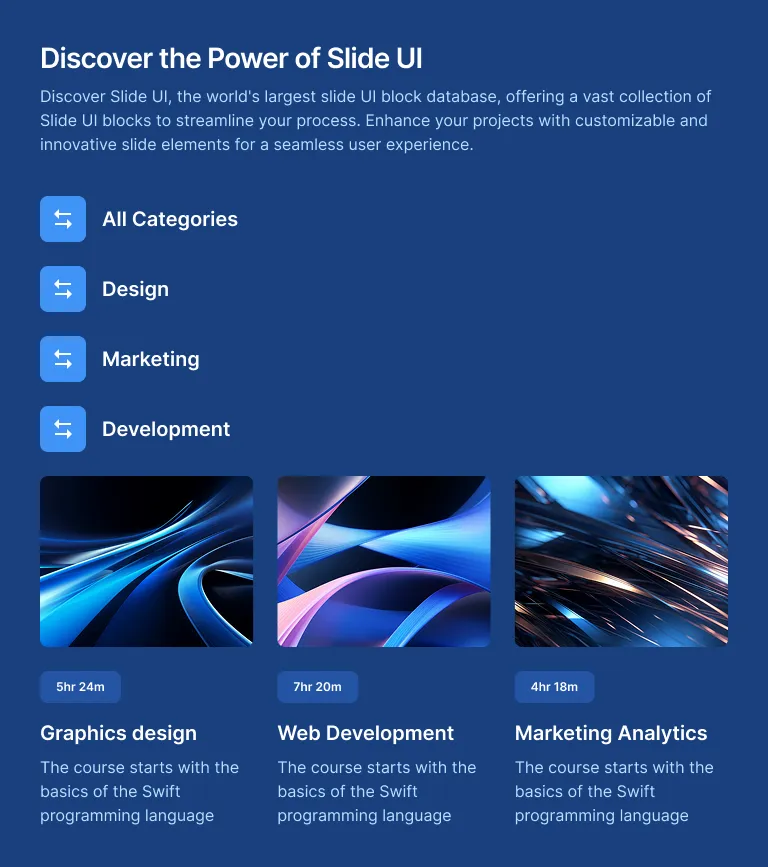 Discover the Power of Slide UI
Discover Slide UI, the world's largest slide UI block database, offering a vast collection of
Slide UI blocks to streamline your process. Enhance your projects with customizable and
innovative slide elements for a seamless user experience.
All Categories
Design
Marketing
Development
5hr 24m
Graphics design
The course starts with the
basics of the Swift
programming language
7hr 20m
Web Development
The course starts with the
basics of the Swift
programming language
4hr 18m
Marketing Analytics
The course starts with the
basics of the Swift
programming language